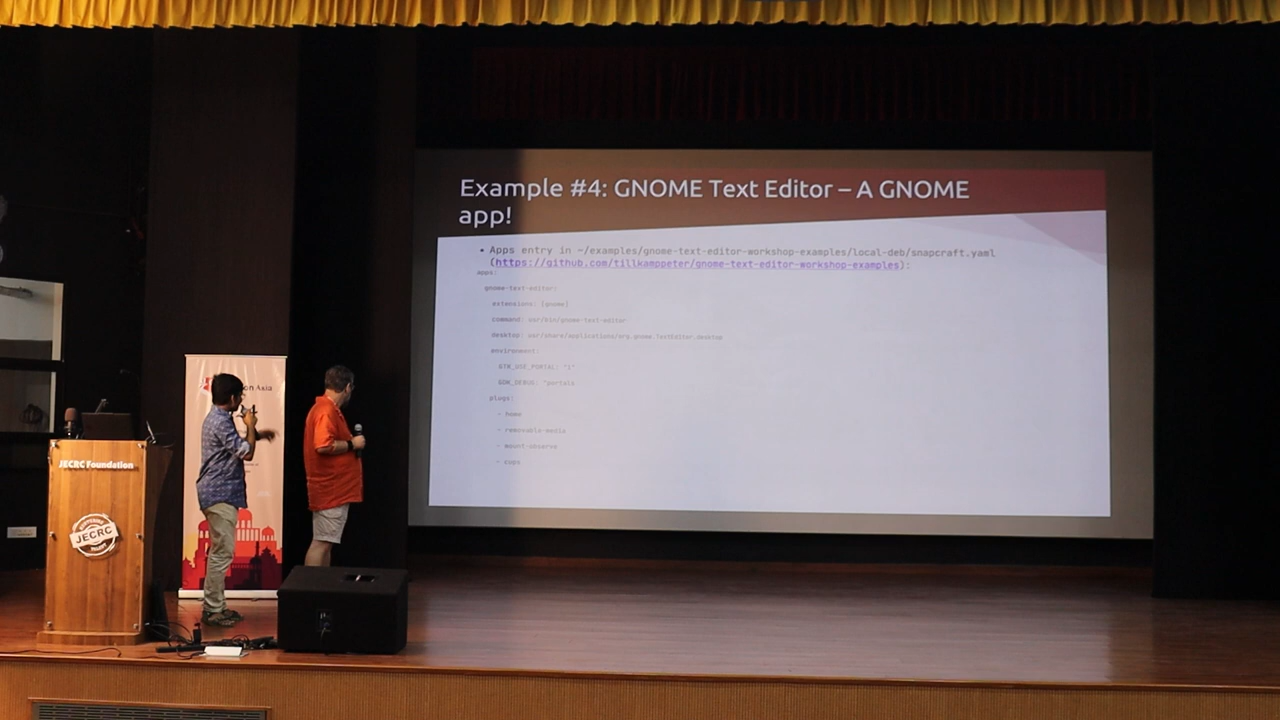 Example #4: GNOME Text Editor – A GNOME
app!
• Apps entry in ~/examples/gnome-text-editor-workshop-examples/local-deb/snapcraft.yaml
(https://github.com/tillkamppeter/gnome-text-editor-workshop-examples):
apps:
gnome-text-editor:
extensions: [gnome]
command: usr/bin/gnome-text-editor
desktop: usr/share/applications/org.gnome.TextEditor.desktop
environment:
GTK_USE_PORTAL: "1"
GDK_DEBUG: "portals
plugs:
- home
- removable-media
- mount-observe
- cups
Asia
JECRC Foundation
JECRC